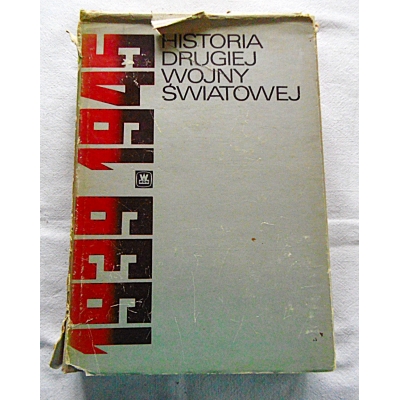 HISTORIA
DRUGIEJ
WOJNY
ŚWIATOWEJ
1939.1945